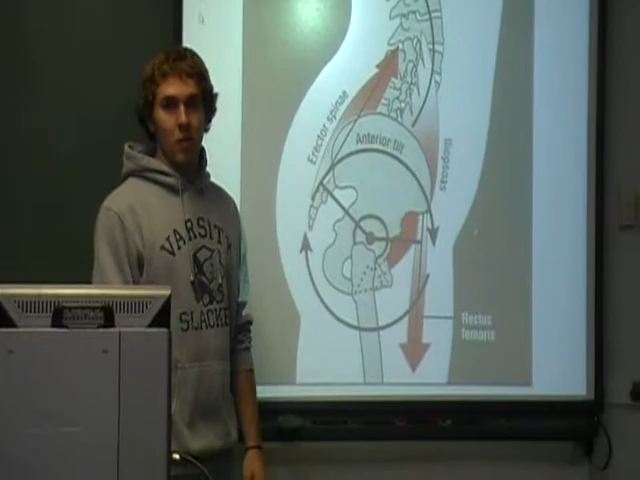 Erector spinae
Anterior tilt
Iliopsoas
Rectus
femoris
VARSITY
SLACKER